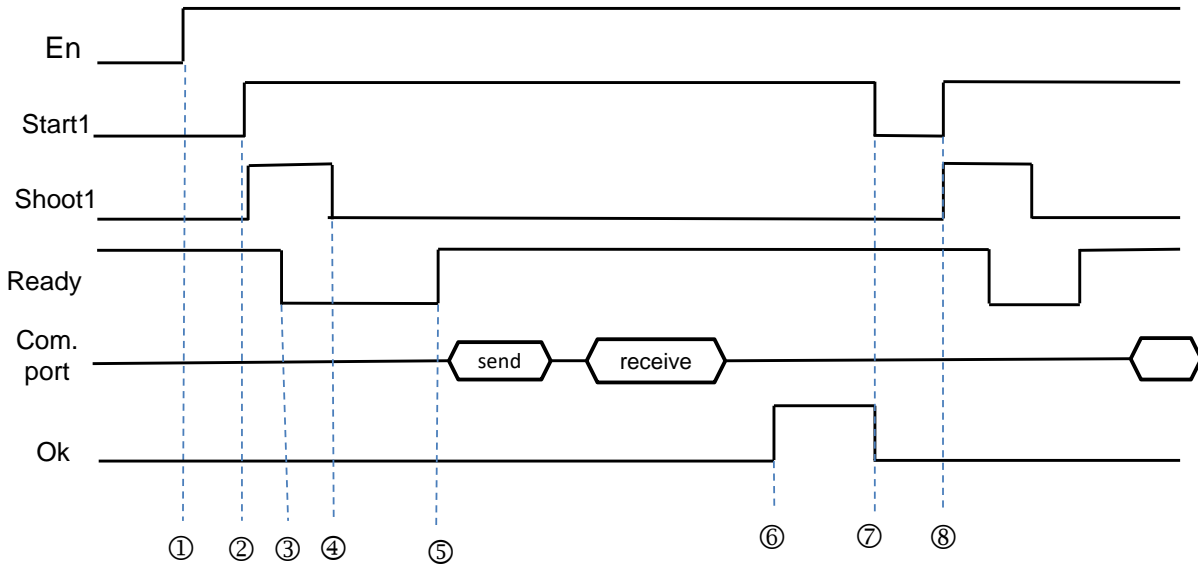 En
Start1
Shoot1
Ready
Com.
port
send
receive
Ok
①
②
③
④
⑤
⑥
⑦
⑧